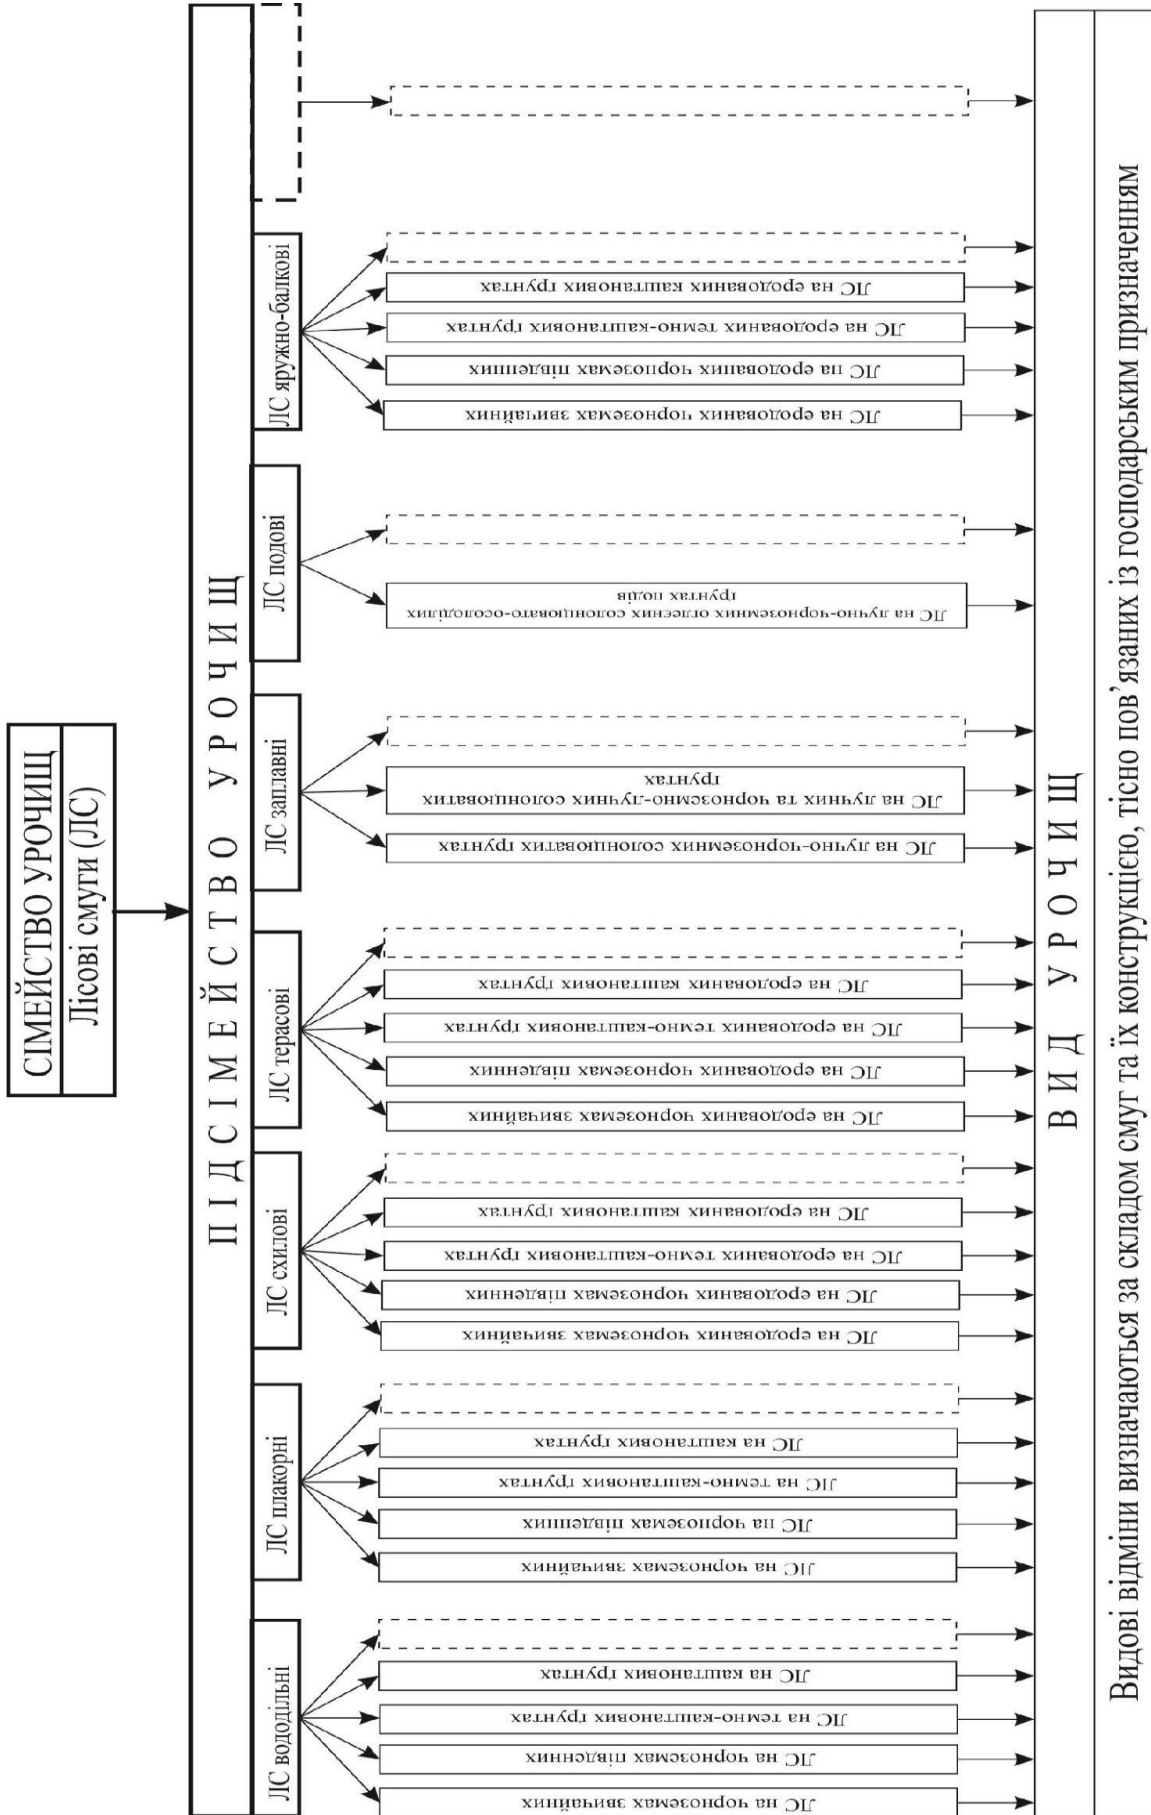 СІМЕЙСТВО УРОЧИЩ
Лісові смуги (ЛС)
ПІДСІМЕЙСТВО УРОЧИЩ
ЛС вододільні
ЛС на чорноземах звичайних
ЛС на чорноземах південних
ЛС на темно-каштанових ґрунтах
ЛС на каштанових ґрунтах
ЛС плакорні
ЛС на чорноземах звичайних
ЛС на чорноземах південних
ЛС на темно-каштанових ґрунтах
ЛС на каштанових ґрунтах
ЛС схилові
ЛС на еродованих чорноземах звичайних
ЛС на еродованих чорноземах південних
ЛС на еродованих темно-каштанових ґрунтах
ЛС на еродованих каштанових ґрунтах
ЛС терасові
ЛС на еродованих чорноземах звичайних
ЛС на еродованих чорноземах південних
ЛС на еродованих темно-каштанових ґрунтах
ЛС на еродованих каштанових ґрунтах
ЛС заплавні
ЛС на лучно-чорноземних солонцюватих ґрунтах
ЛС на лучних та чорноземно-лучних солонцюватих
ґрунтах
ЛС подові
ЛС на лучно-чорноземних оглеєних солонцювато-осолоділих
ґрунтах подів
ЛС яружно-балкові
ЛС на еродованих чорноземах звичайних
ЛС на еродованих чорноземах південних
ЛС на еродованих темно-каштанових ґрунтах
ЛС на еродованих каштанових ґрунтах
ВИД УРОЧИЩ
Видові відміни визначаються за складом смуг та їх конструкцією, тісно пов’язаних із господарським призначенням